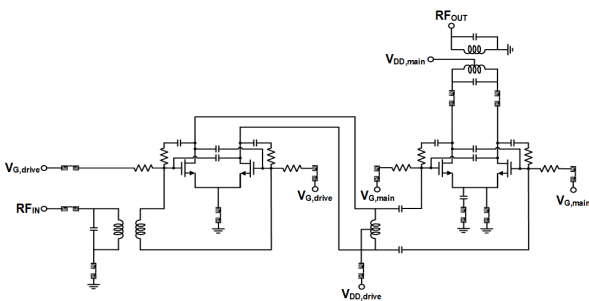 RFOUT
VDD,main
VG,drive
RFIN
VG,drive
VG,main
VG,main
VDD,drive